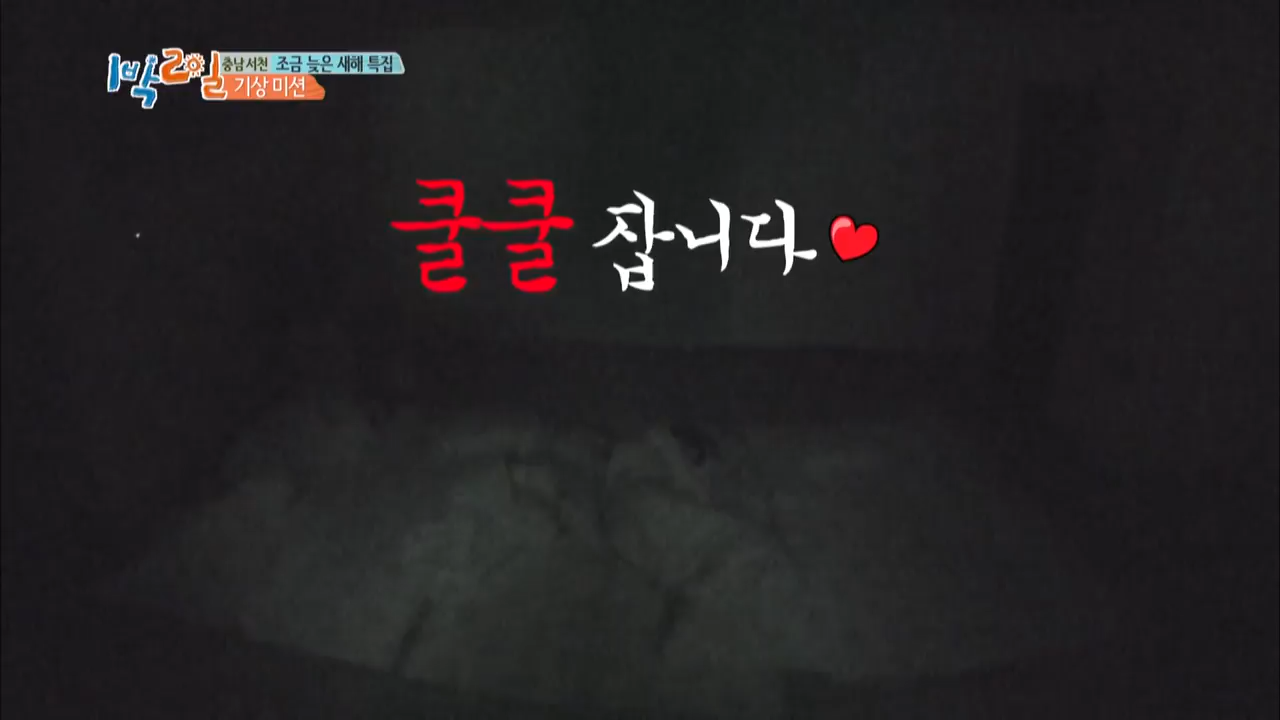 1박2일 충남 서천 조금 늦은 새해 특집
기상 미션
쿨쿨 잡니다